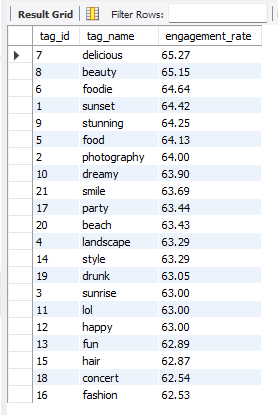 Result Grid Filter Rows:
tag_id tag_name engagement_rate
7 delicious 65.27
8 beauty 65.15
6 foodie 64.64
1 sunset 64.42
9 stunning 64.25
5 food 64.13
2 photography 64.00
10 dreamy 63.90
21 smile 63.69
17 party 63.44
20 beach 63.43
4 landscape 63.29
14 style 63.29
19 drunk 63.05
3 sunrise 63.00
11 lol 63.00
12 happy 63.00
13 fun 62.89
15 hair 62.87
18 concert 62.54
16 fashion 62.53